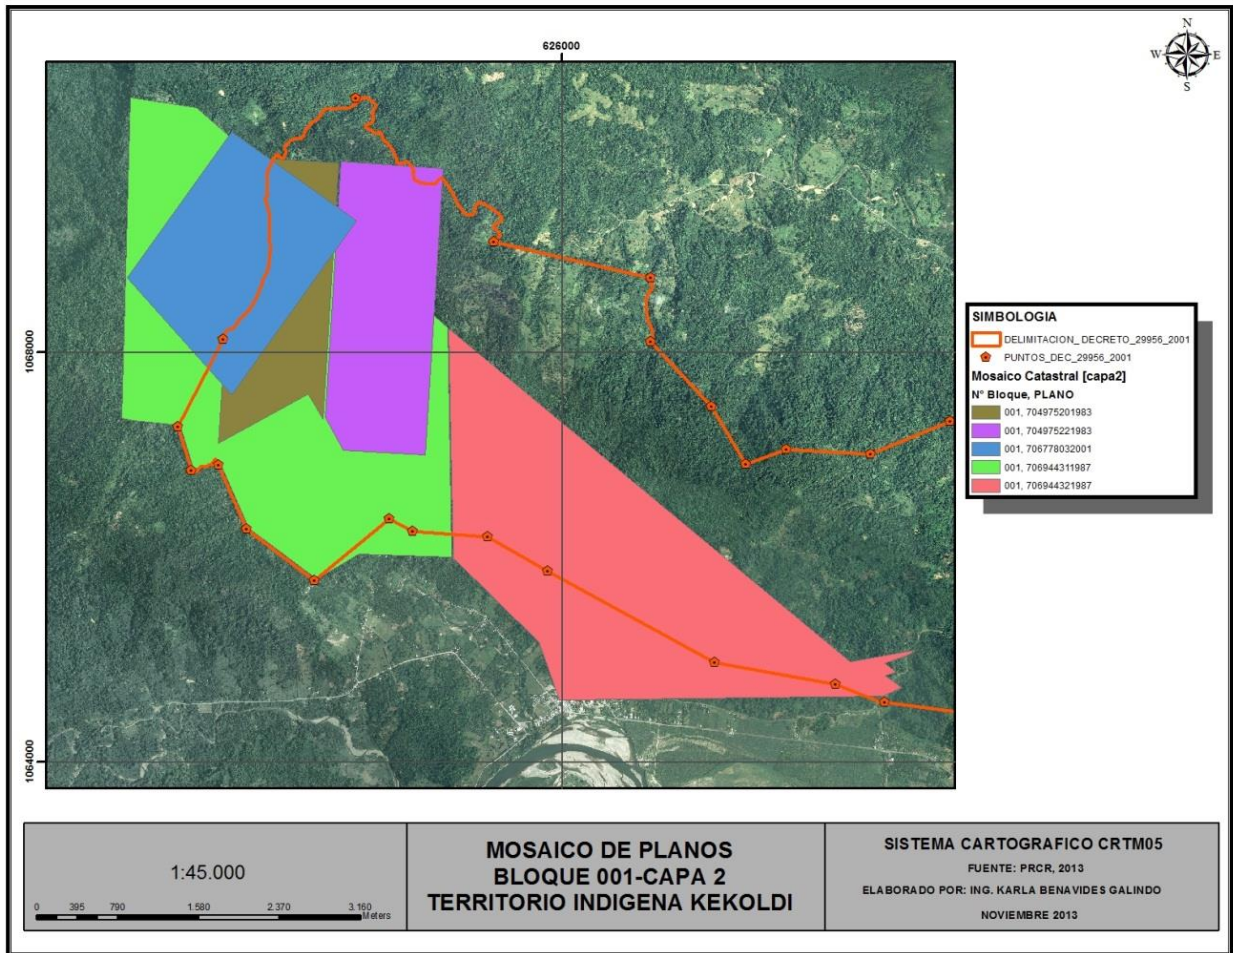 626000
N
W E
S
1068000
1064000
SIMBOLOGIA
DELIMITACION_ DECRETO_29956_2001
PUNTOS_DEC_29956_2001
Mosaico Catastral [capa2]
N° Bloque, PLANO
001, 704975201983
001, 704975221983
001, 706778032001
001, 706944311987
001, 706944321987
1:45.000
0 395 790 1.580 2.370 3.160
Meters
MOSAICO DE PLANOS
BLOQUE 001-CAPA 2
TERRITORIO INDIGENA KEKOLDI
SISTEMA CARTOGRAFICO CRTM05
FUENTE: PRCR, 2013
ELABORADO POR: ING. KARLA BENAVIDES GALINDO
NOVIEMBRE 2013